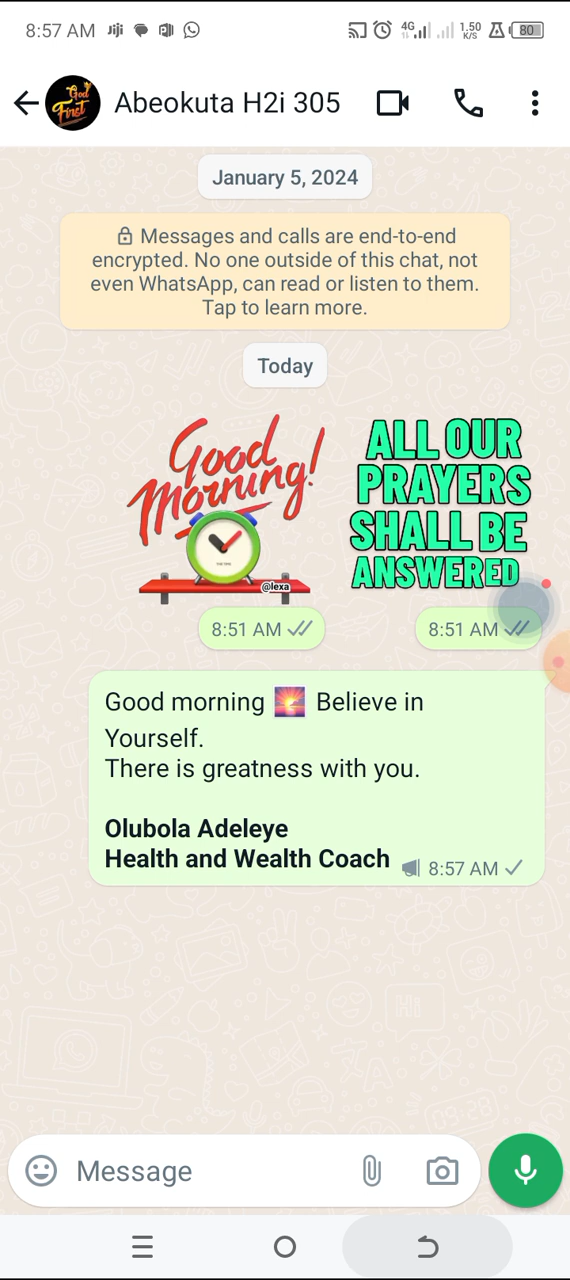 8:57 AM Jiji 4G 1.50 K/S 80
God First Abeokuta H2i 305
January 5, 2024
Messages and calls are end-to-end
encrypted. No one outside of this chat, not
even WhatsApp, can read or listen to them.
Tap to learn more.
Today
Good
Morning!
@lexa
ALL OUR
PRAYERS
SHALL BE
ANSWERED
8:51 AM
8:51 AM
Good morning 🌅 Believe in
Yourself.
There is greatness with you.
Olubola Adeleye
Health and Wealth Coach 8:57 AM
Message